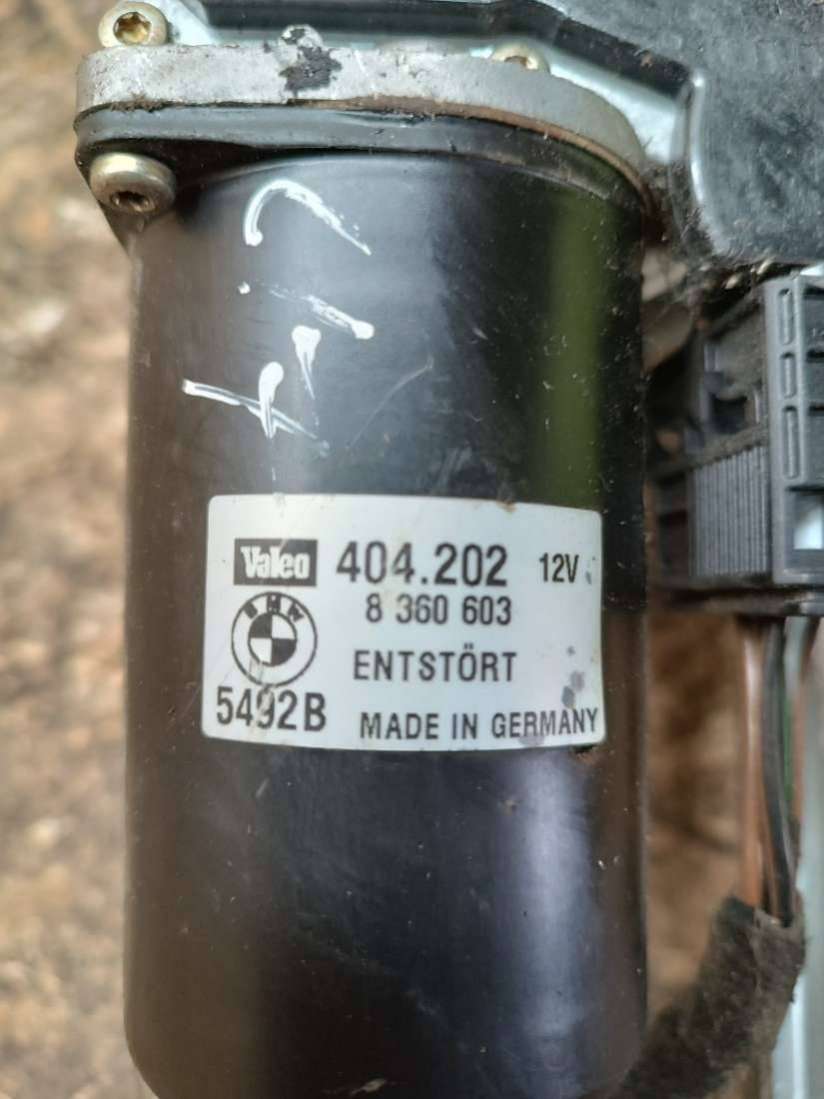 Valeo 404.202 12V
8 360 603
BMW
ENTSTÖRT
5492B MADE IN GERMANY